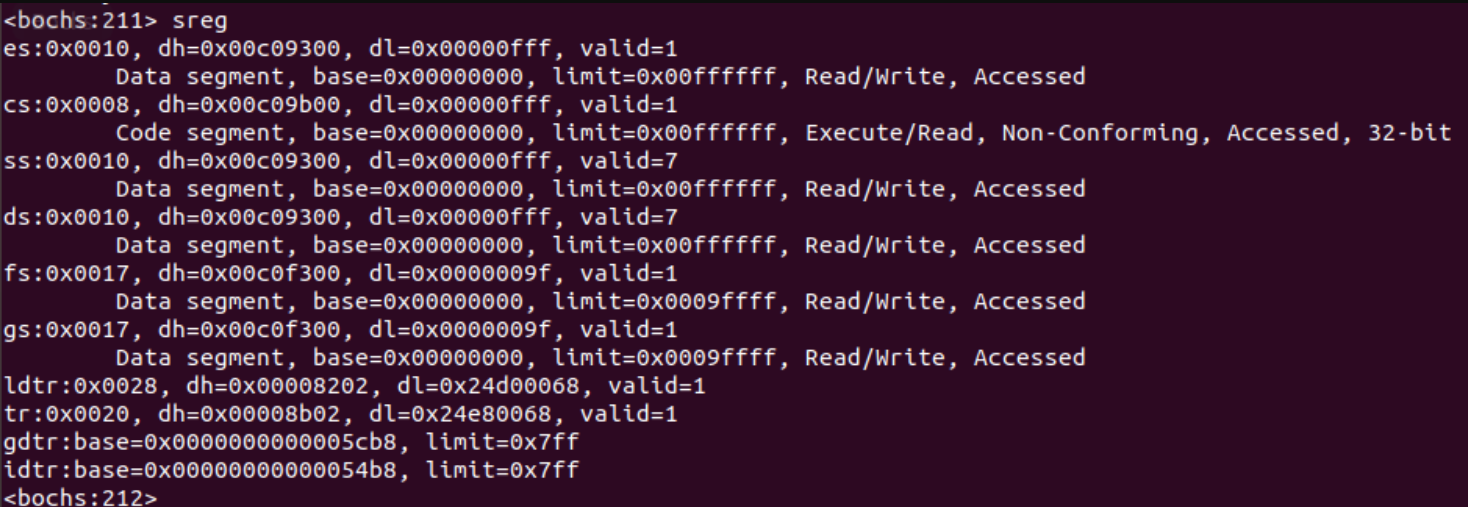 <bochs:211> sreg
es:0x0010, dh=0x00c09300, dl=0x00000fff, valid=1
        Data segment, base=0x00000000, limit=0x00ffffff, Read/Write, Accessed
cs:0x0008, dh=0x00c09b00, dl=0x00000fff, valid=1
        Code segment, base=0x00000000, limit=0x00ffffff, Execute/Read, Non-Conforming, Accessed, 32-bit
ss:0x0010, dh=0x00c09300, dl=0x00000fff, valid=7
        Data segment, base=0x00000000, limit=0x00ffffff, Read/Write, Accessed
ds:0x0010, dh=0x00c09300, dl=0x00000fff, valid=7
        Data segment, base=0x00000000, limit=0x00ffffff, Read/Write, Accessed
fs:0x0017, dh=0x00c0f300, dl=0x0000009f, valid=1
        Data segment, base=0x00000000, limit=0x0009ffff, Read/Write, Accessed
gs:0x0017, dh=0x00c0f300, dl=0x0000009f, valid=1
        Data segment, base=0x00000000, limit=0x0009ffff, Read/Write, Accessed
ldtr:0x0028, dh=0x00008202, dl=0x24d00068, valid=1
tr:0x0020, dh=0x00008b02, dl=0x24e80068, valid=1
gdtr:base=0x0000000000005cb8, limit=0x7ff
idtr:base=0x00000000000054b8, limit=0x7ff
<bochs:212>